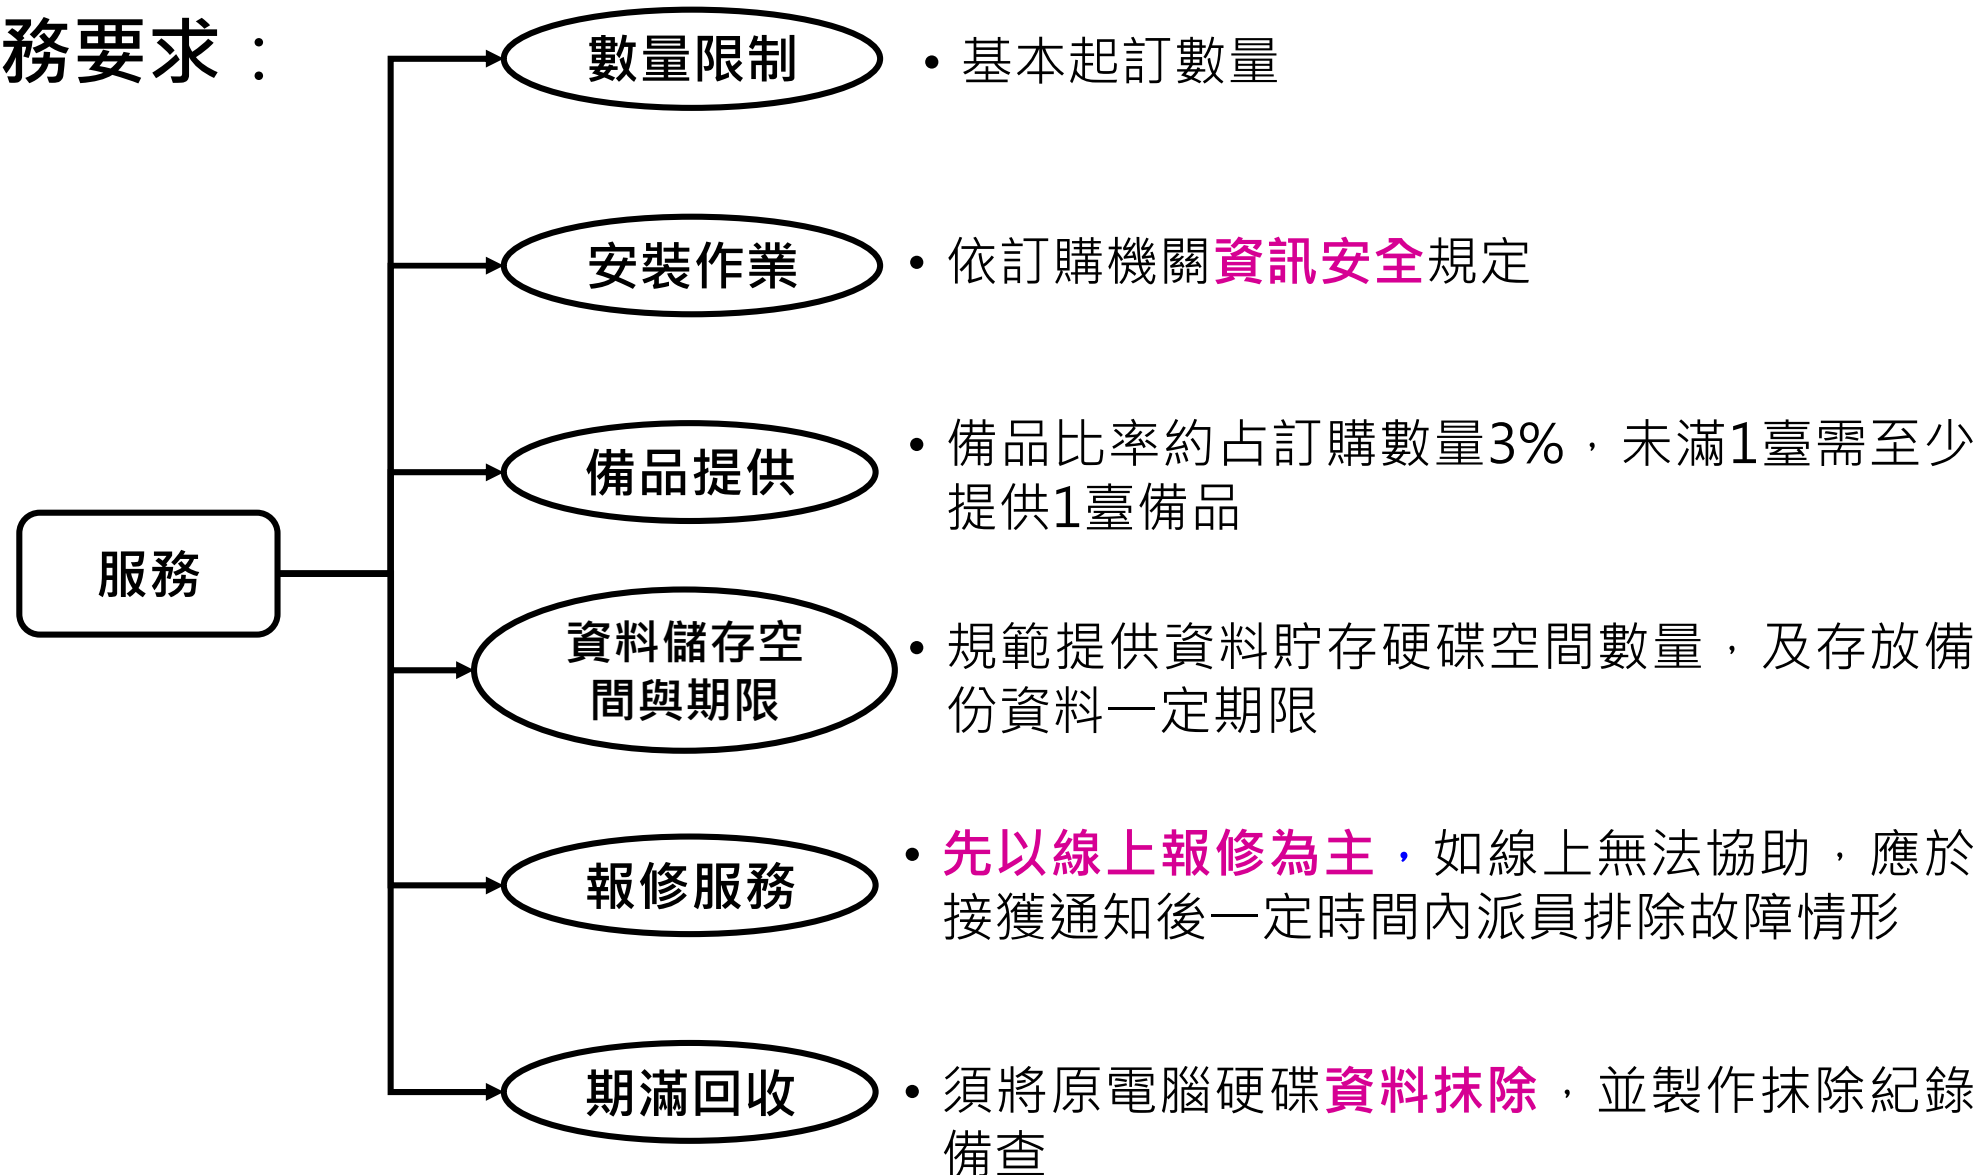 務要求：
數量限制
• 基本起訂數量
安裝作業
• 依訂購機關資訊安全規定
備品提供
• 備品比率約占訂購數量3%，未滿1臺需至少
提供1臺備品
服務
資料儲存空
間與期限
• 規範提供資料貯存硬碟空間數量，及存放備
份資料一定期限
報修服務
• 先以線上報修為主，如線上無法協助，應於
接獲通知後一定時間內派員排除故障情形
期滿回收
• 須將原電腦硬碟資料抹除，並製作抹除紀錄
備查